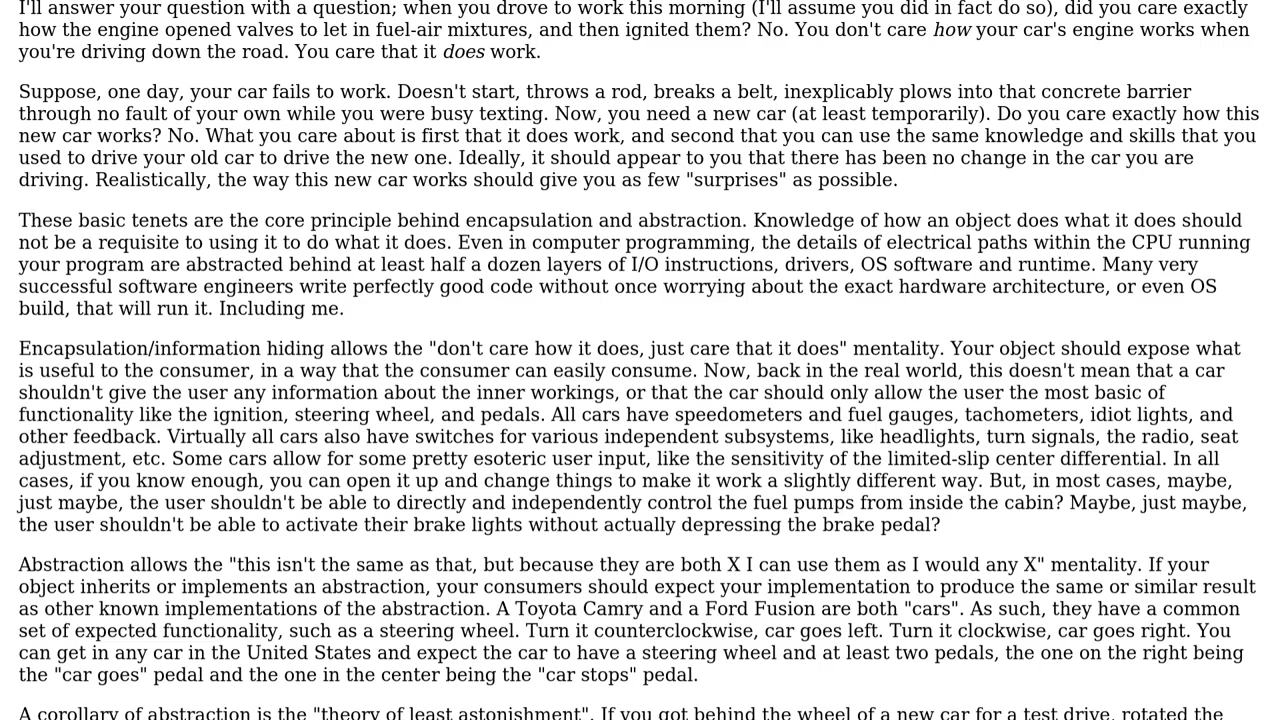 I'll answer your question with a question; when you drove to work this morning (I'll assume you did in fact do so), did you care exactly
how the engine opened valves to let in fuel-air mixtures, and then ignited them? No. You don't care how your car's engine works when
you're driving down the road. You care that it does work.
Suppose, one day, your car fails to work. Doesn't start, throws a rod, breaks a belt, inexplicably plows into that concrete barrier
through no fault of your own while you were busy texting. Now, you need a new car (at least temporarily). Do you care exactly how this
new car works? No. What you care about is first that it does work, and second that you can use the same knowledge and skills that you
used to drive your old car to drive the new one. Ideally, it should appear to you that there has been no change in the car you are
driving. Realistically, the way this new car works should give you as few "surprises" as possible.
These basic tenets are the core principle behind encapsulation and abstraction. Knowledge of how an object does what it does should
not be a requisite to using it to do what it does. Even in computer programming, the details of electrical paths within the CPU running
your program are abstracted behind at least half a dozen layers of I/O instructions, drivers, OS software and runtime. Many very
successful software engineers write perfectly good code without once worrying about the exact hardware architecture, or even OS
build, that will run it. Including me.
Encapsulation/information hiding allows the "don't care how it does, just care that it does" mentality. Your object should expose what
is useful to the consumer, in a way that the consumer can easily consume. Now, back in the real world, this doesn't mean that a car
shouldn't give the user any information about the inner workings, or that the car should only allow the user the most basic of
functionality like the ignition, steering wheel, and pedals. All cars have speedometers and fuel gauges, tachometers, idiot lights, and
other feedback. Virtually all cars also have switches for various independent subsystems, like headlights, turn signals, the radio, seat
adjustment, etc. Some cars allow for some pretty esoteric user input, like the sensitivity of the limited-slip center differential. In all
cases, if you know enough, you can open it up and change things to make it work a slightly different way. But, in most cases, maybe,
just maybe, the user shouldn't be able to directly and independently control the fuel pumps from inside the cabin? Maybe, just maybe,
the user shouldn't be able to activate their brake lights without actually depressing the brake pedal?
Abstraction allows the "this isn't the same as that, but because they are both X I can use them as I would any X" mentality. If your
object inherits or implements an abstraction, your consumers should expect your implementation to produce the same or similar result
as other known implementations of the abstraction. A Toyota Camry and a Ford Fusion are both "cars". As such, they have a common
set of expected functionality, such as a steering wheel. Turn it counterclockwise, car goes left. Turn it clockwise, car goes right. You
can get in any car in the United States and expect the car to have a steering wheel and at least two pedals, the one on the right being
the "car goes" pedal and the one in the center being the "car stops" pedal.
A corollary of abstraction is the "theory of least astonishment". If you got behind the wheel of a new car for a test drive, rotated the